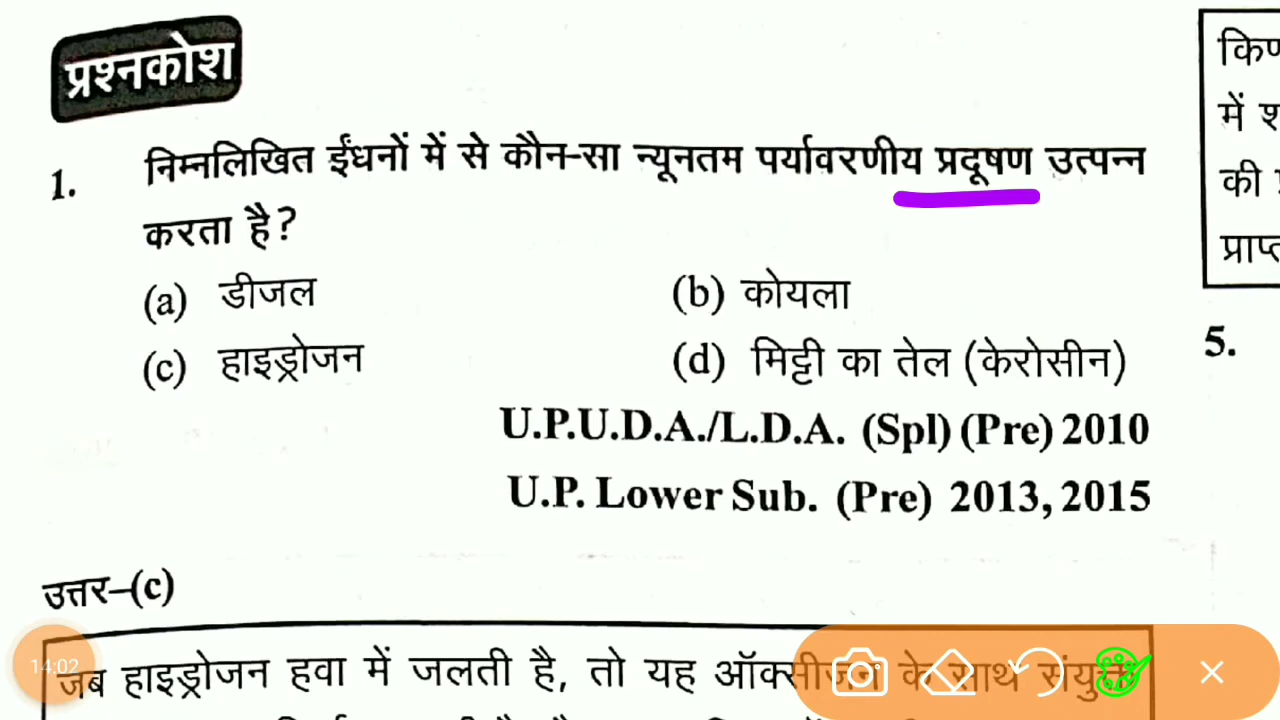 प्रश्नकोश
1. निम्नलिखित ईंधनों में से कौन-सा न्यूनतम पर्यावरणीय प्रदूषण उत्पन्न
करता है?
(a) डीजल (b) कोयला
(c) हाइड्रोजन (d) मिट्टी का तेल (केरोसीन)
U.P.U.D.A./L.D.A. (Spl) (Pre) 2010
U.P. Lower Sub. (Pre) 2013, 2015
उत्तर–(c)
जब हाइड्रोजन हवा में जलती है, तो यह ऑक्सीजन के साथ
14:02
में
की
5.